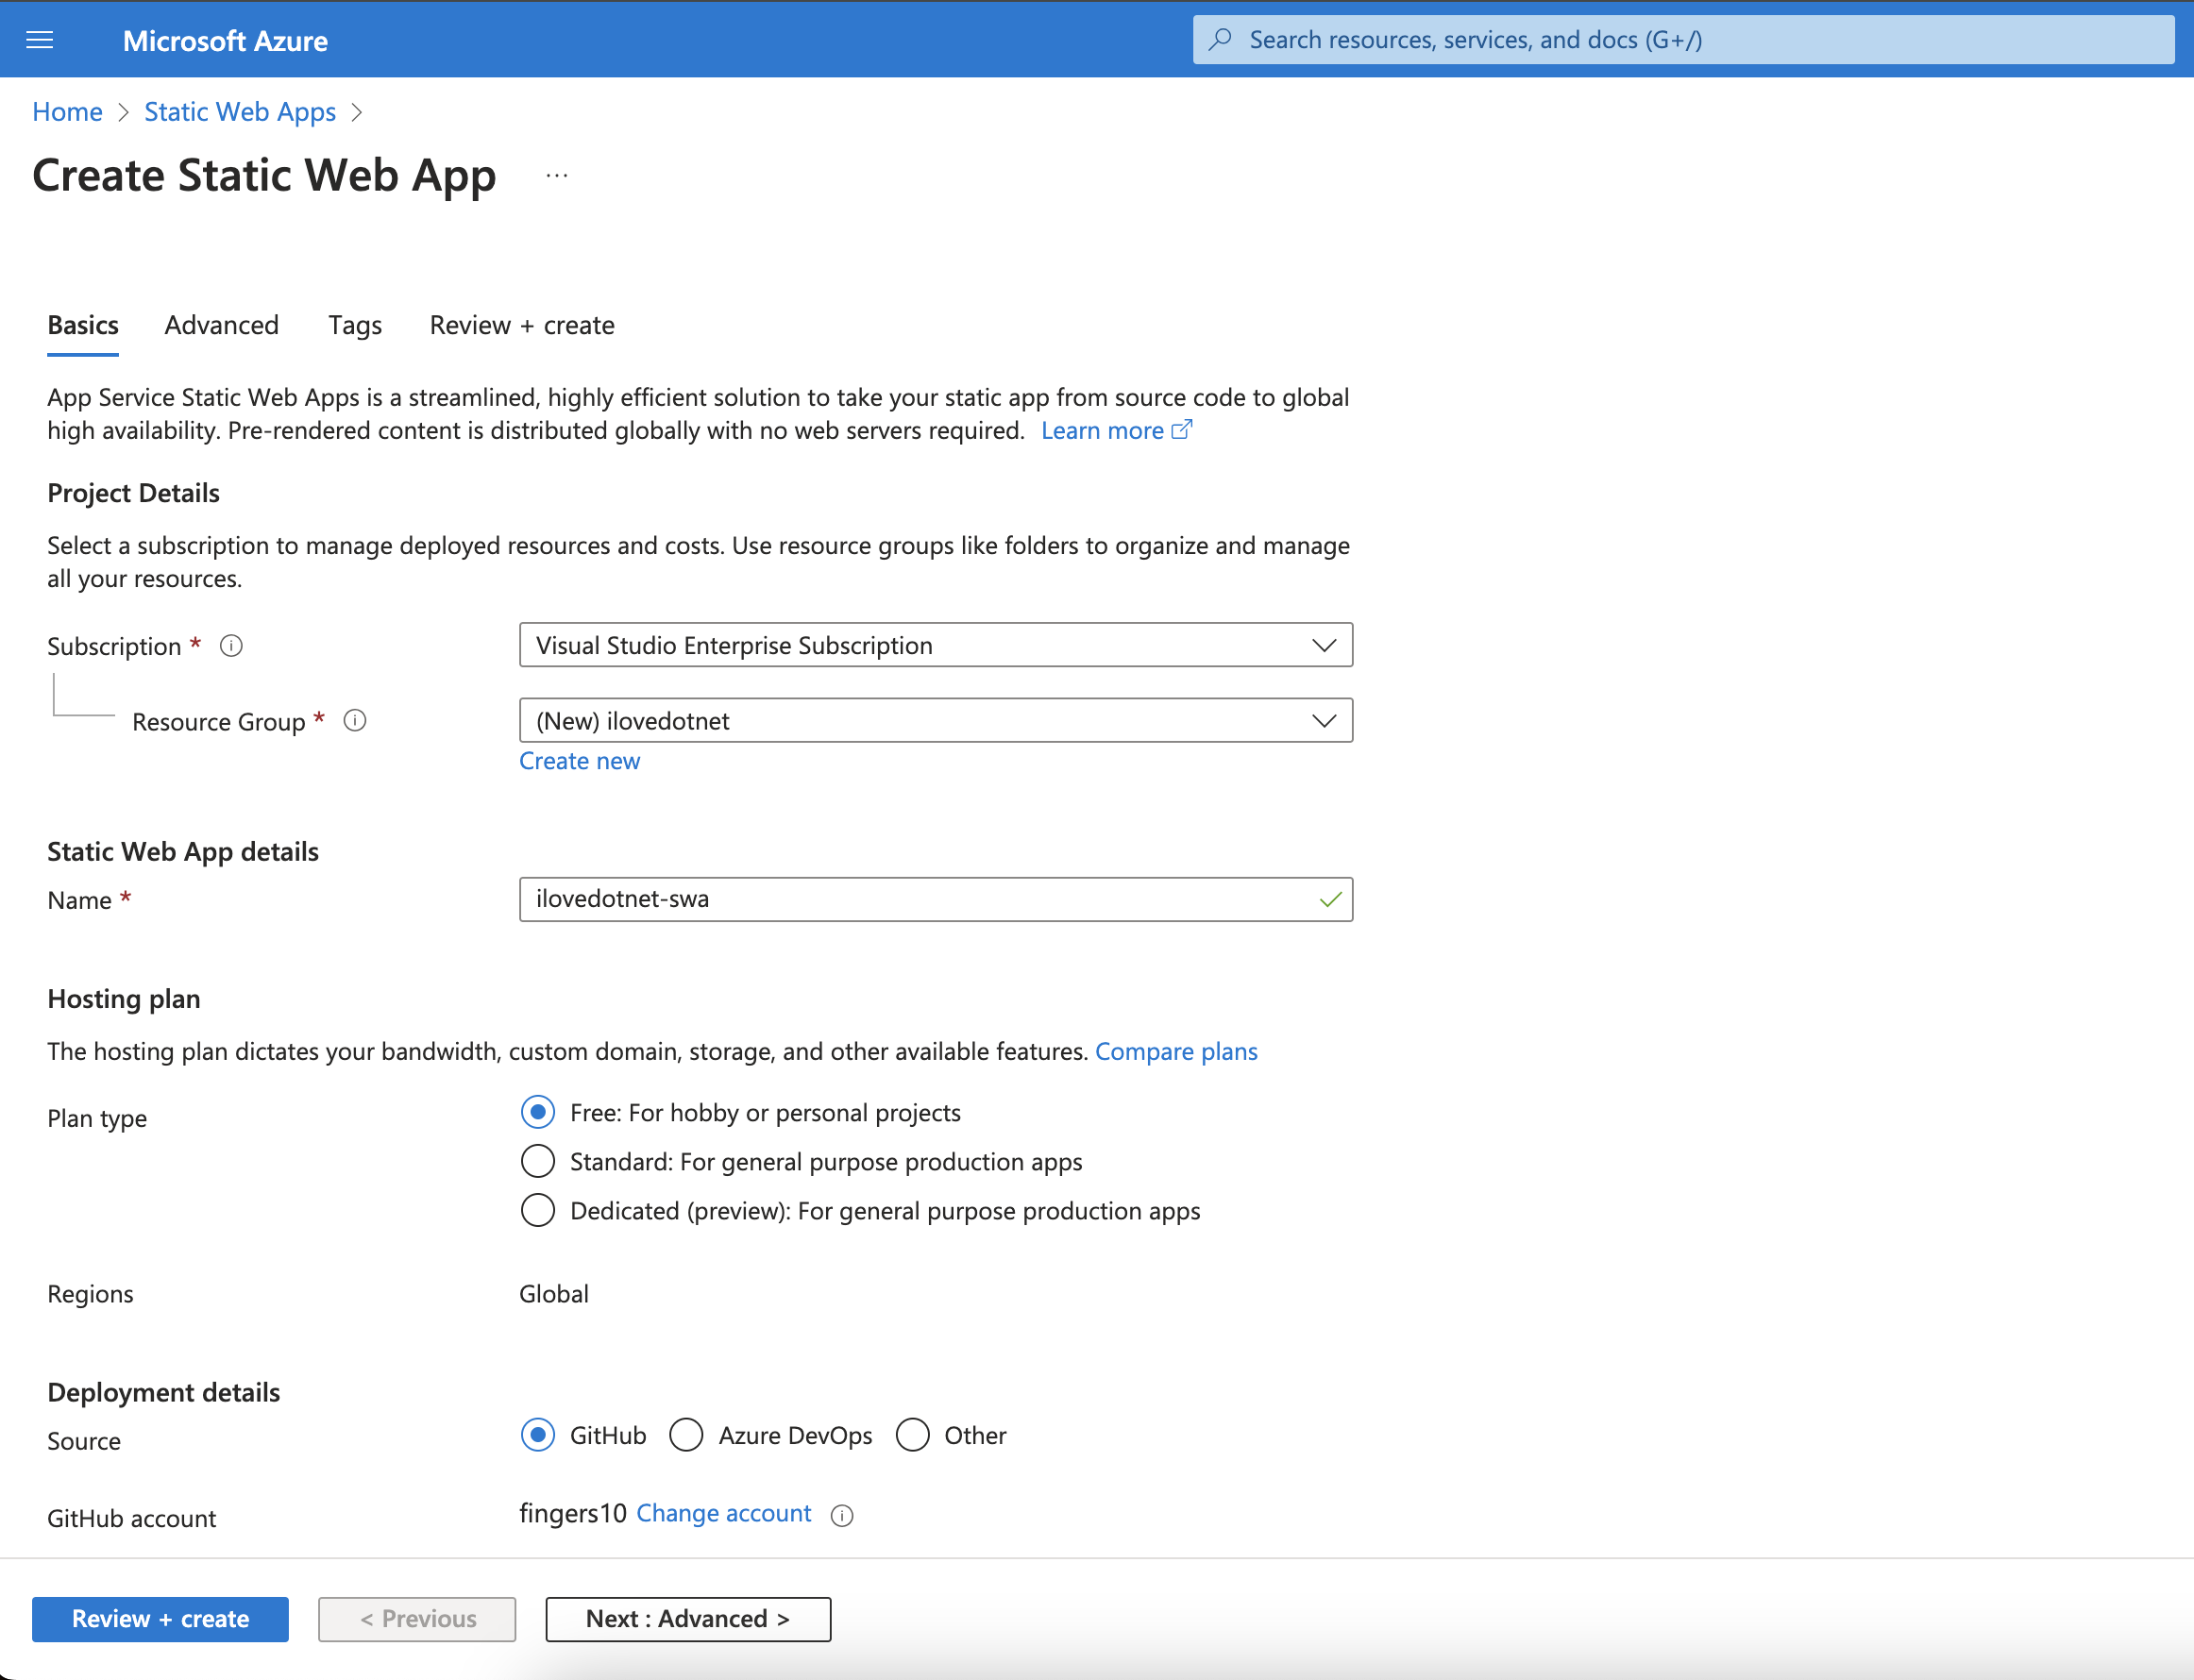 Microsoft Azure
Search resources, services, and docs (G+/)
Home > Static Web Apps >
Create Static Web App ...
Basics Advanced Tags Review + create
App Service Static Web Apps is a streamlined, highly efficient solution to take your static app from source code to global
high availability. Pre-rendered content is distributed globally with no web servers required. Learn more
Project Details
Select a subscription to manage deployed resources and costs. Use resource groups like folders to organize and manage
all your resources.
Subscription * Visual Studio Enterprise Subscription
Resource Group * (New) ilovedotnet
Create new
Static Web App details
Name * ilovedotnet-swa
Hosting plan
The hosting plan dictates your bandwidth, custom domain, storage, and other available features. Compare plans
Plan type Free: For hobby or personal projects
Standard: For general purpose production apps
Dedicated (preview): For general purpose production apps
Regions Global
Deployment details
Source GitHub Azure DevOps Other
GitHub account fingers10 Change account
Review + create < Previous Next : Advanced >